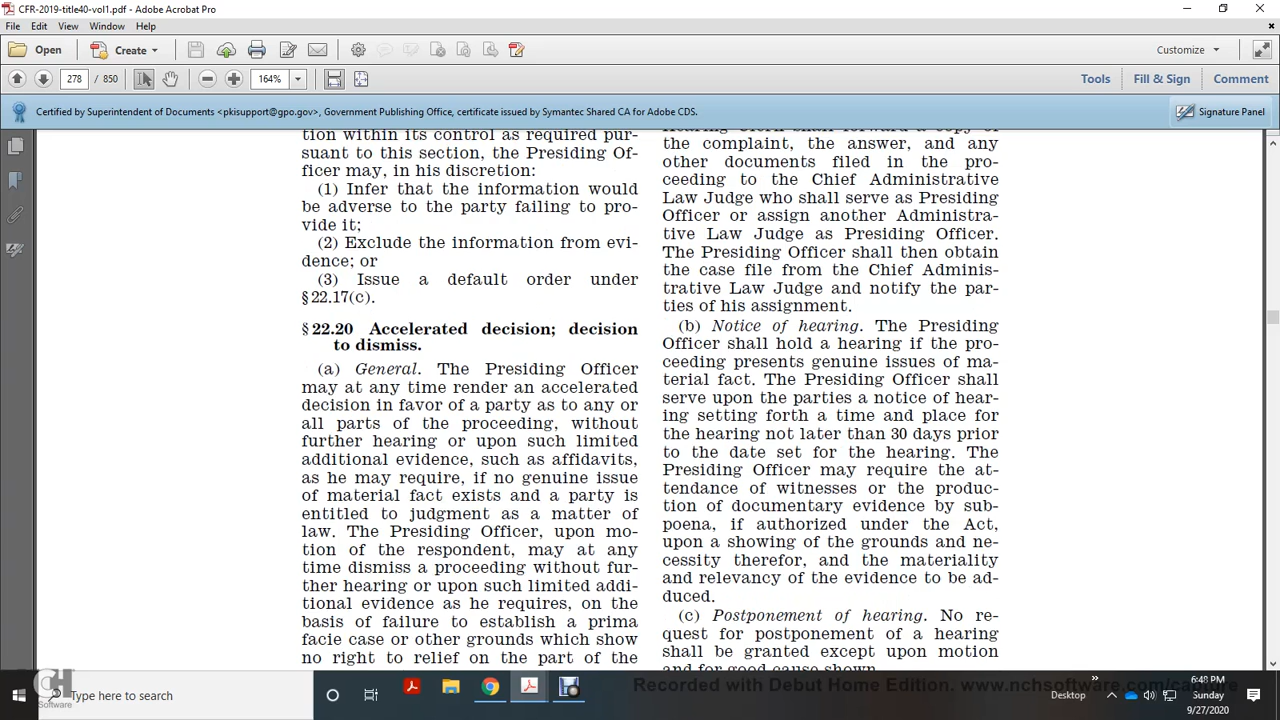 CFR-2019-title40-vol1.pdf - Adobe Acrobat Pro
File Edit View Window Help
Open Create Customize
278 / 850 164% Tools Fill & Sign Comment
Certified by Superintendent of Documents <pkisupport@gpo.gov>, Government Publishing Office, certificate issued by Symantec Shared CA for Adobe CDS. Signature Panel
tion within its control as required pur-
suant to this section, the Presiding Of-
ficer may, in his discretion:
(1) Infer that the information would
be adverse to the party failing to pro-
vide it;
(2) Exclude the information from evi-
dence; or
(3) Issue a default order under
§22.17(c).
§22.20 Accelerated decision; decision
to dismiss.
(a) General. The Presiding Officer
may at any time render an accelerated
decision in favor of a party as to any or
all parts of the proceeding, without
further hearing or upon such limited
additional evidence, such as affidavits,
as he may require, if no genuine issue
of material fact exists and a party is
entitled to judgment as a matter of
law. The Presiding Officer, upon mo-
tion of the respondent, may at any
time dismiss a proceeding without fur-
ther hearing or upon such limited addi-
tional evidence as he requires, on the
basis of failure to establish a prima
facie case or other grounds which show
no right to relief on the part of the
Hearing Clerk shall forward a copy of
the complaint, the answer, and any
other documents filed in the pro-
ceeding to the Chief Administrative
Law Judge who shall serve as Presiding
Officer or assign another Administra-
tive Law Judge as Presiding Officer.
The Presiding Officer shall then obtain
the case file from the Chief Adminis-
trative Law Judge and notify the par-
ties of his assignment.
(b) Notice of hearing. The Presiding
Officer shall hold a hearing if the pro-
ceeding presents genuine issues of ma-
terial fact. The Presiding Officer shall
serve upon the parties a notice of hear-
ing setting forth a time and place for
the hearing not later than 30 days prior
to the date set for the hearing. The
Presiding Officer may require the at-
tendance of witnesses or the produc-
tion of documentary evidence by sub-
poena, if authorized under the Act,
upon a showing of the grounds and ne-
cessity therefor, and the materiality
and relevancy of the evidence to be ad-
duced.
(c) Postponement of hearing. No re-
quest for postponement of a hearing
shall be granted except upon motion
and for good cause shown.
Recorded with Debut Home Edition, www.nchsoftware.com/capture
CH
Software
Type here to search
Desktop
6:48 PM
Sunday
9/27/2020